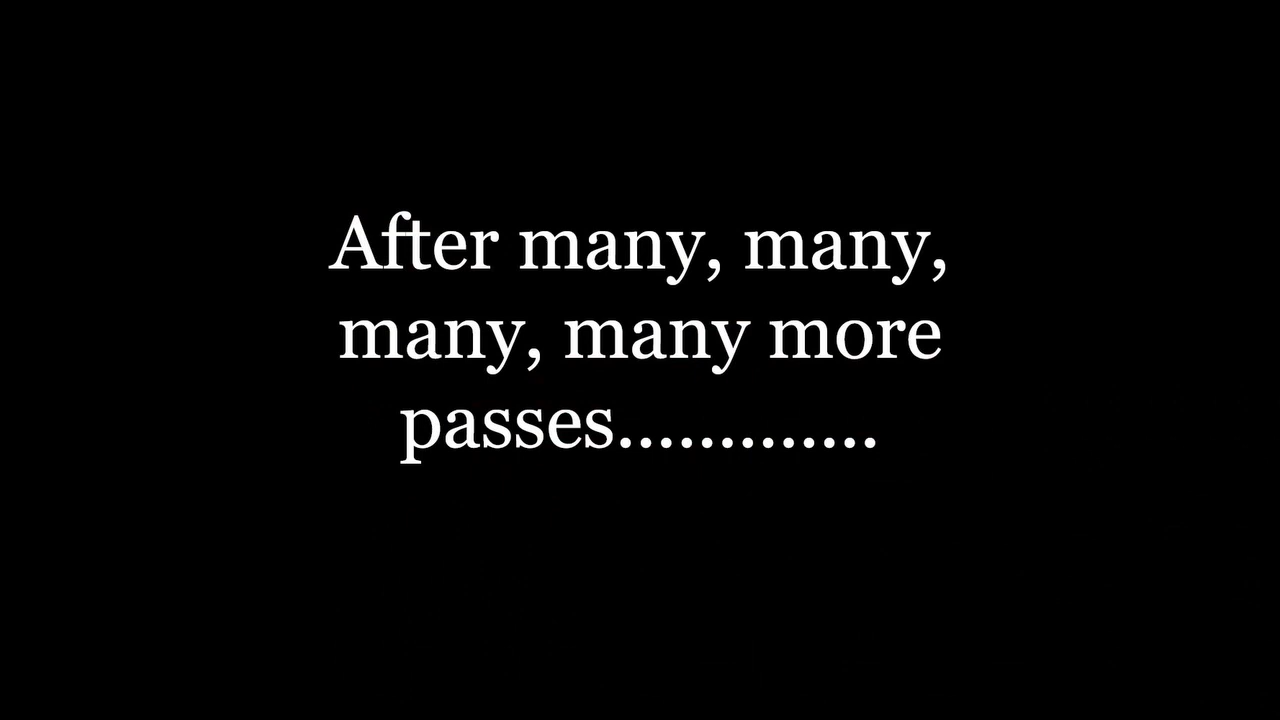 After many, many,
many, many more
passes.............